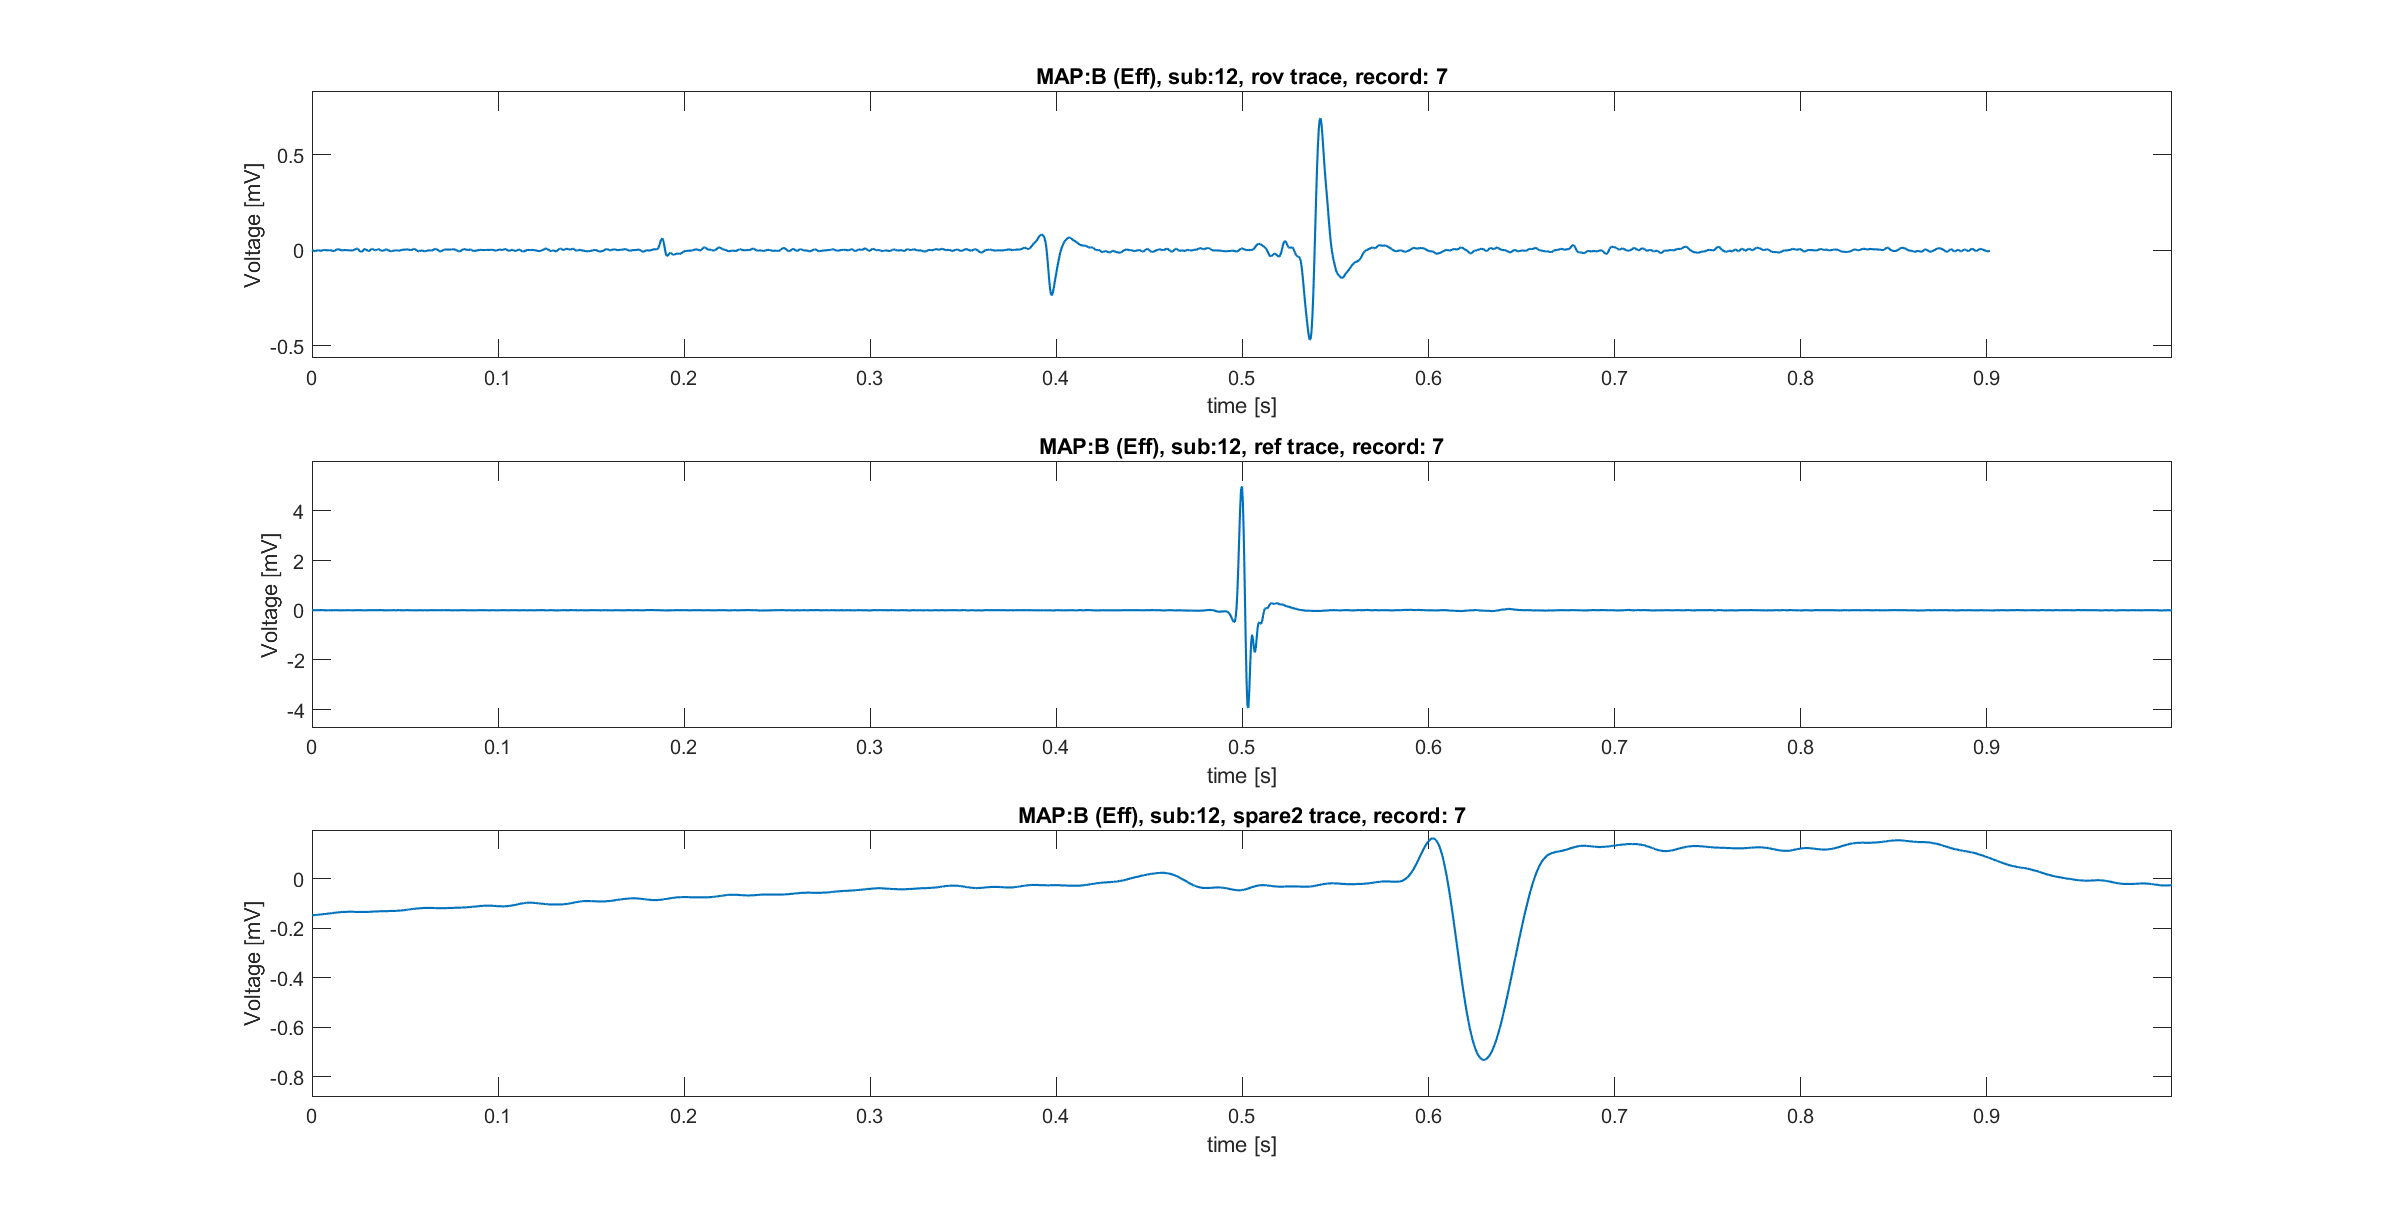 MAP:B (Eff), sub:12, rov trace, record: 7
Voltage [mV]
0.5
0
-0.5
0 0.1 0.2 0.3 0.4 0.5 0.6 0.7 0.8 0.9
time [s]
MAP:B (Eff), sub:12, ref trace, record: 7
Voltage [mV]
4
2
0
-2
-4
0 0.1 0.2 0.3 0.4 0.5 0.6 0.7 0.8 0.9
time [s]
MAP:B (Eff), sub:12, spare2 trace, record: 7
Voltage [mV]
0
-0.2
-0.4
-0.6
-0.8
0 0.1 0.2 0.3 0.4 0.5 0.6 0.7 0.8 0.9
time [s]